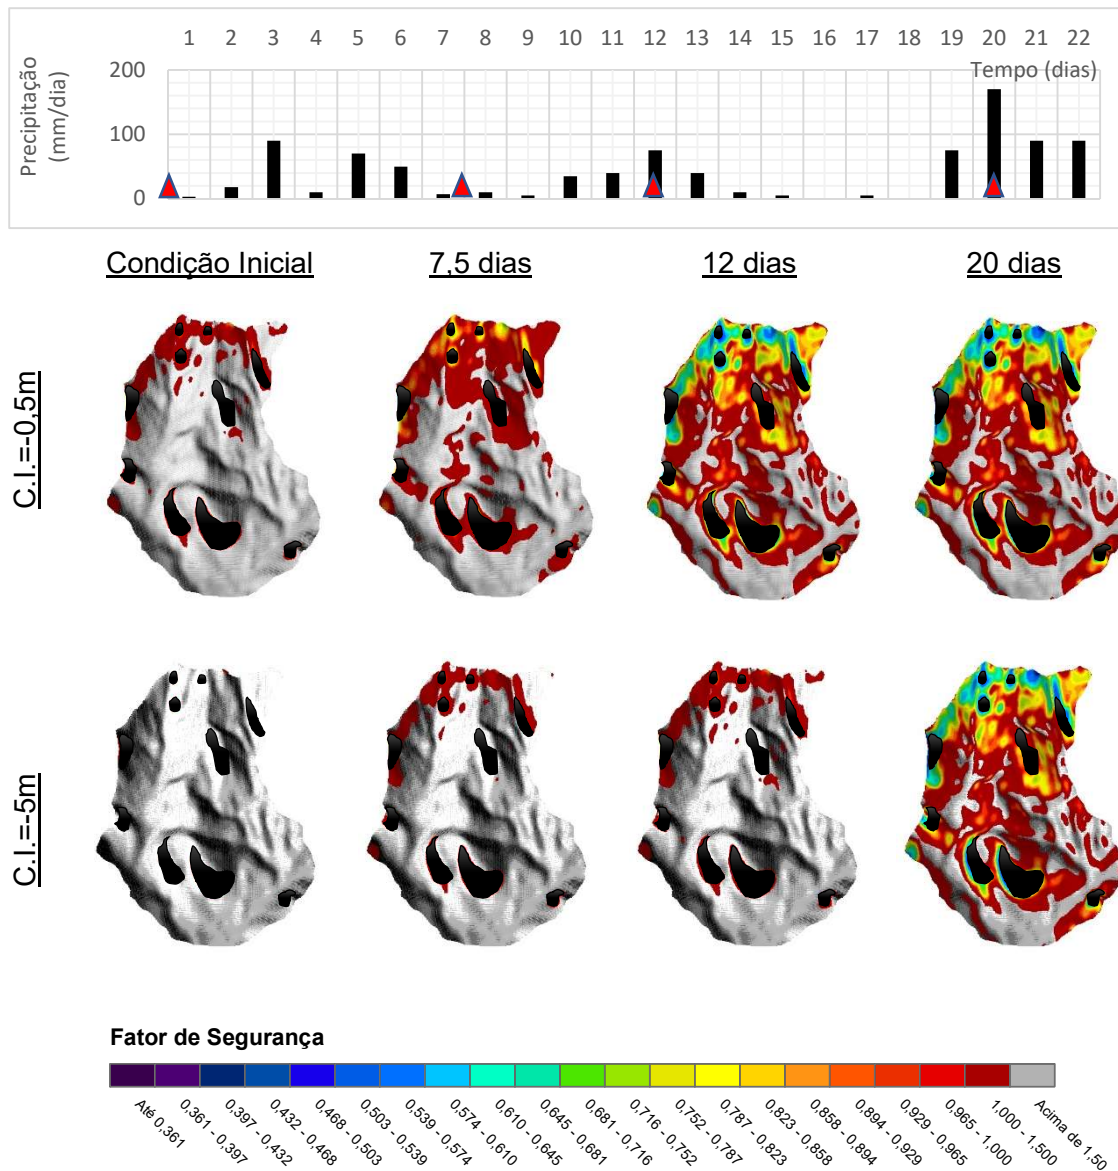 1 2 3 4 5 6 7 8 9 10 11 12 13 14 15 16 17 18 19 20 21 22
Tempo (dias)
Precipitação
(mm/dia)
200
100
0
Condição Inicial 7,5 dias 12 dias 20 dias
C.I.=-0,5m
C.I.=-5m
Fator de Segurança
Até 0,361
0,361 - 0,397
0,397 - 0,432
0,432 - 0,468
0,468 - 0,503
0,503 - 0,539
0,539 - 0,574
0,574 - 0,610
0,610 - 0,645
0,645 - 0,681
0,681 - 0,716
0,716 - 0,752
0,752 - 0,787
0,787 - 0,823
0,823 - 0,858
0,858 - 0,894
0,894 - 0,929
0,929 - 0,965
0,965 - 1,000
1,000 - 1,500
Acima de 1,50